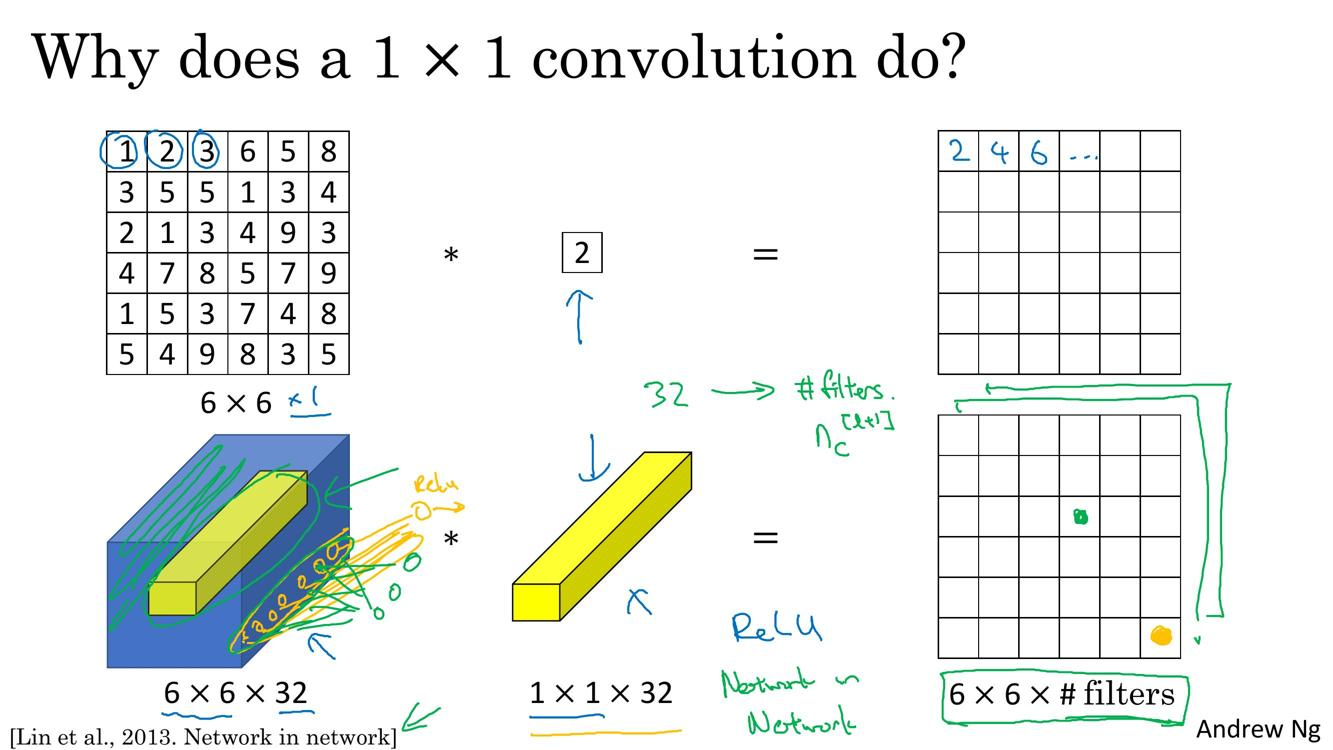 Why does a 1 × 1 convolution do?
1 2 3 6 5 8
3 5 5 1 3 4
2 1 3 4 9 3
4 7 8 5 7 9
1 5 3 7 4 8
5 4 9 8 3 5
6 × 6 ×1
*
2
=
2 4 6 ...
32 → # filters.
n_c^[l+1]
ReLU
*
=
6 × 6 × 32
1 × 1 × 32
ReLU
Network in
Network
6 × 6 × # filters
[Lin et al., 2013. Network in network]
Andrew Ng